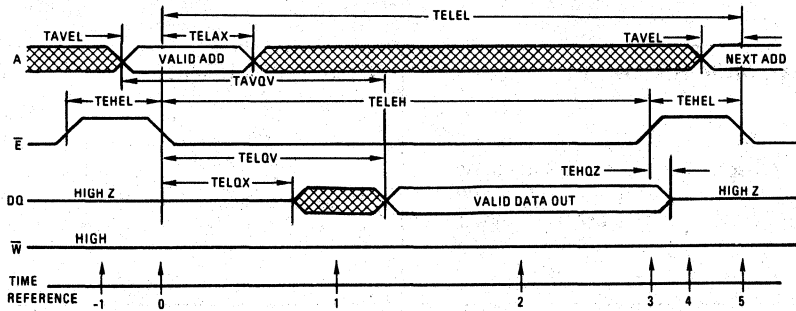 TELEL
TAVEL TELAX TAVEL
A VALID ADD NEXT ADD
TAVQV
TEHEL TELEH TEHEL
E
TELQV
TELQX TEHQZ
DQ HIGH Z VALID DATA OUT HIGH Z
HIGH
W
TIME
REFERENCE
-1 0 1 2 3 4 5